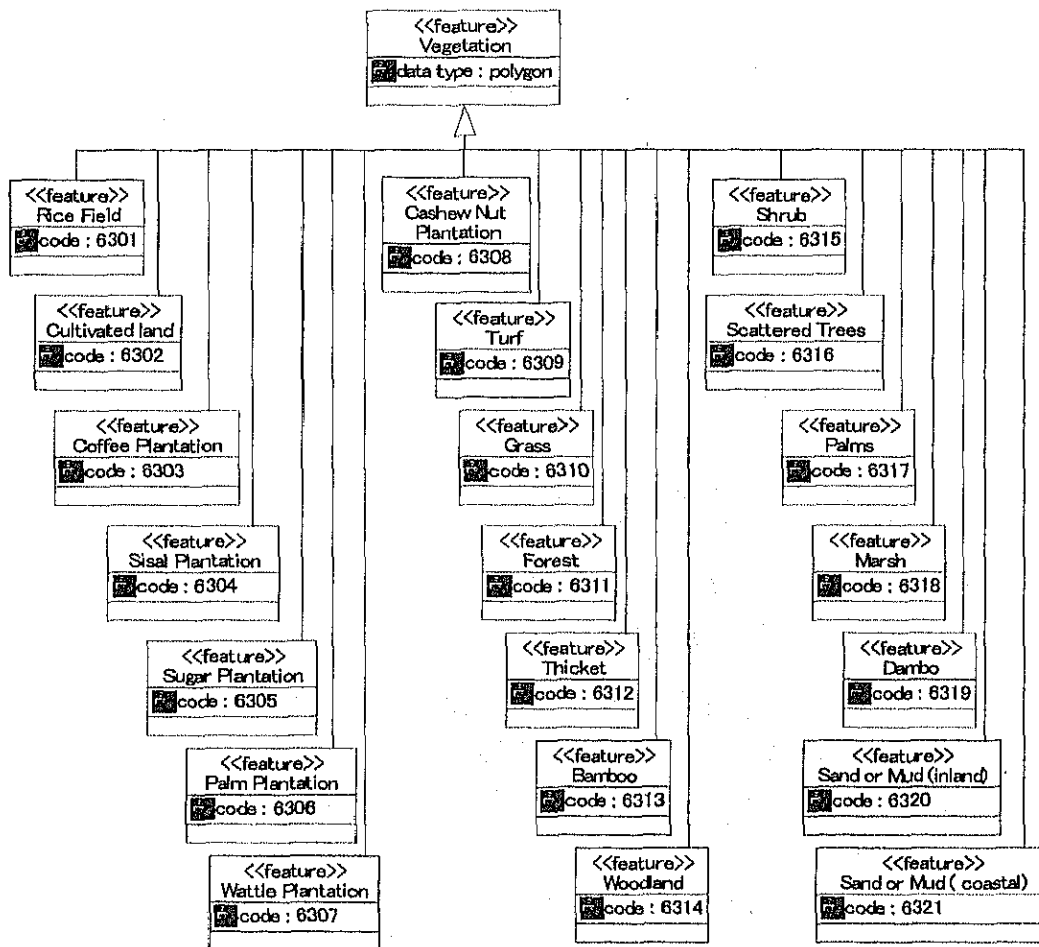 <<feature>>
Vegetation
data type : polygon
<<feature>>
Rice Field
code : 6301
<<feature>>
Cultivated land
code : 6302
<<feature>>
Coffee Plantation
code : 6303
<<feature>>
Sisal Plantation
code : 6304
<<feature>>
Sugar Plantation
code : 6305
<<feature>>
Palm Plantation
code : 6306
<<feature>>
Wattle Plantation
code : 6307
<<feature>>
Cashew Nut
Plantation
code : 6308
<<feature>>
Turf
code : 6309
<<feature>>
Grass
code : 6310
<<feature>>
Forest
code : 6311
<<feature>>
Thicket
code : 6312
<<feature>>
Bamboo
code : 6313
<<feature>>
Woodland
code : 6314
<<feature>>
Shrub
code : 6315
<<feature>>
Scattered Trees
code : 6316
<<feature>>
Palms
code : 6317
<<feature>>
Marsh
code : 6318
<<feature>>
Dambo
code : 6319
<<feature>>
Sand or Mud (inland)
code : 6320
<<feature>>
Sand or Mud ( coastal)
code : 6321